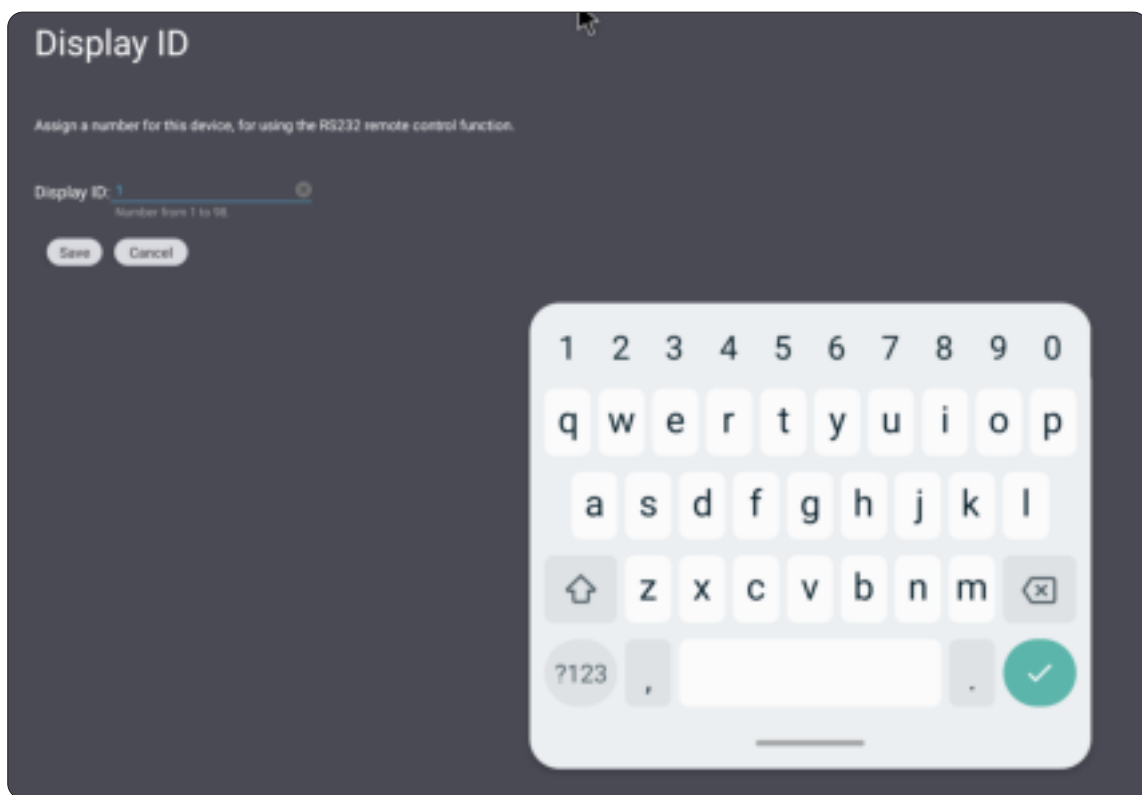 Display ID
Assign a number for this device, for using the RS232 remote control function.
Display ID: 1
Number from 1 to 98.
Save Cancel
1 2 3 4 5 6 7 8 9 0
q w e r t y u i o p
a s d f g h j k l
z x c v b n m
?123 , .